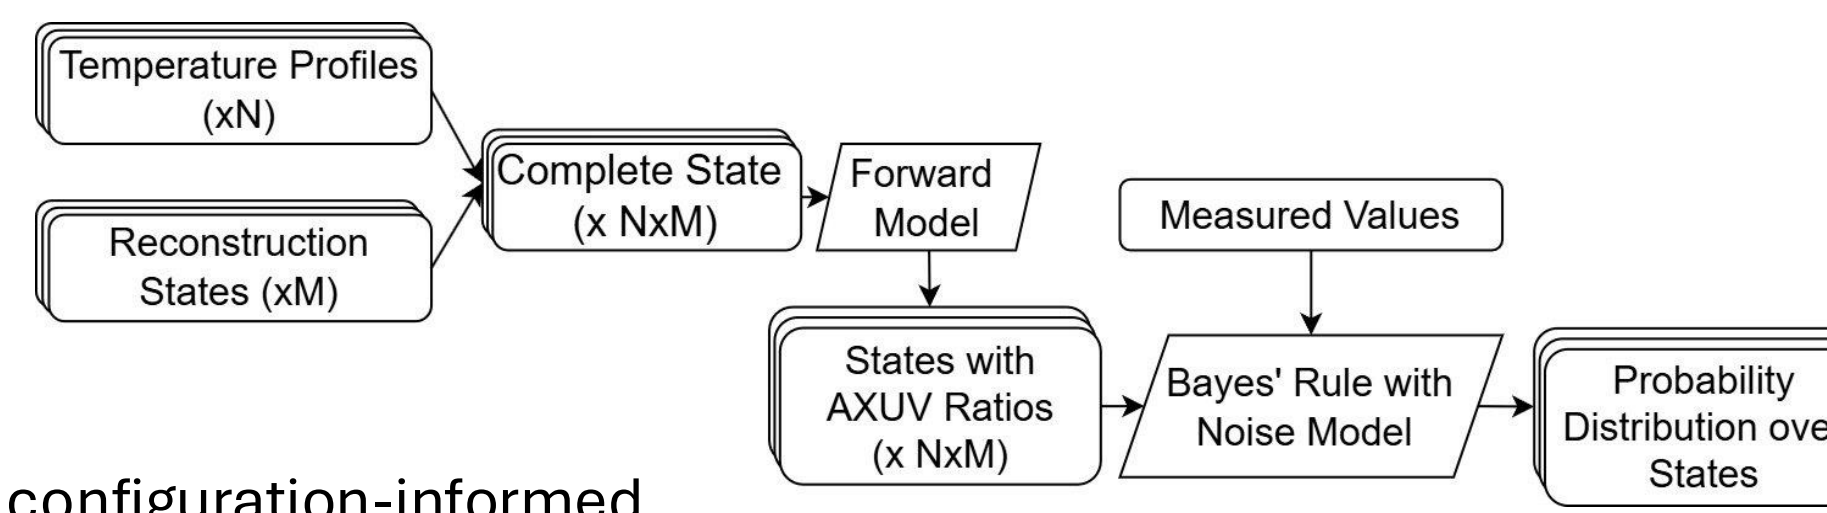 Temperature Profiles
(xN)
Reconstruction
States (xM)
Complete State
(x NxM)
Forward
Model
Measured Values
States with
AXUV Ratios
(x NxM)
Bayes' Rule with
Noise Model
Probability
Distribution ove
States
configuration-informed